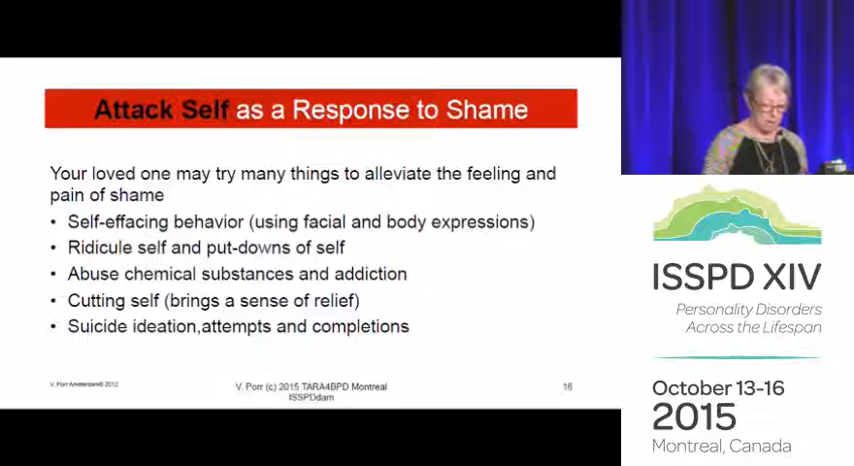 Attack Self as a Response to Shame
Your loved one may try many things to alleviate the feeling and
pain of shame
• Self-effacing behavior (using facial and body expressions)
• Ridicule self and put-downs of self
• Abuse chemical substances and addiction
• Cutting self (brings a sense of relief)
• Suicide ideation,attempts and completions
V. Porr Amsterdam© 2012
V. Porr (c) 2015 TARA4BPD Montreal
ISSPDdam
16
ISSPD XIV
Personality Disorders
Across the Lifespan
October 13-16
2015
Montreal, Canada